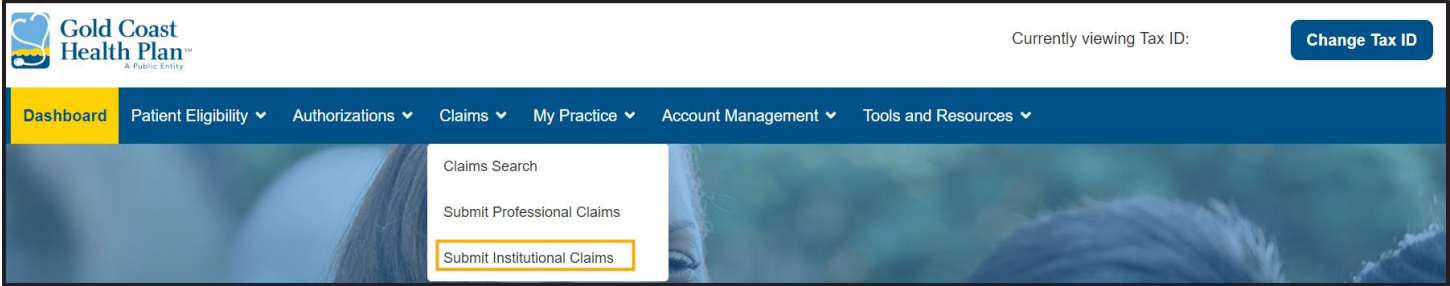 Gold Coast
Health Plan℠
A Public Entity
Currently viewing Tax ID:
Change Tax ID
Dashboard Patient Eligibility Authorizations Claims My Practice Account Management Tools and Resources
Claims Search
Submit Professional Claims
Submit Institutional Claims